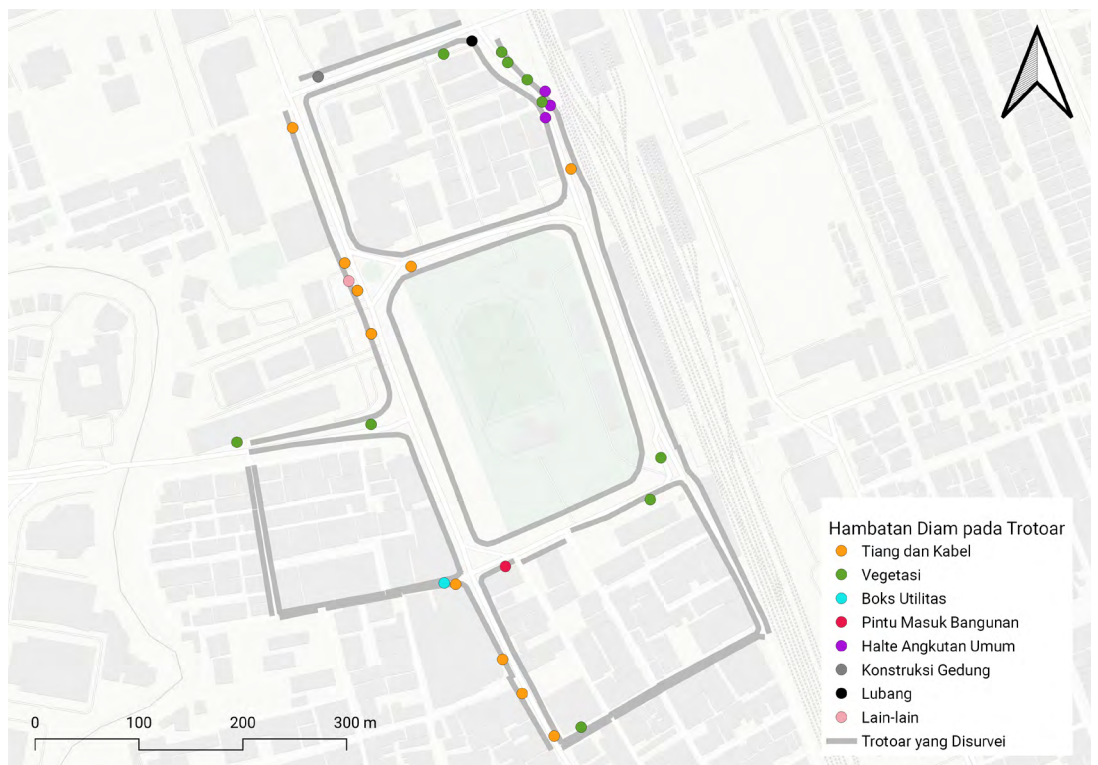 Hambatan Diam pada Trotoar
Tiang dan Kabel
Vegetasi
Boks Utilitas
Pintu Masuk Bangunan
Halte Angkutan Umum
Konstruksi Gedung
Lubang
Lain-lain
Trotoar yang Disurvei
0 100 200 300 m